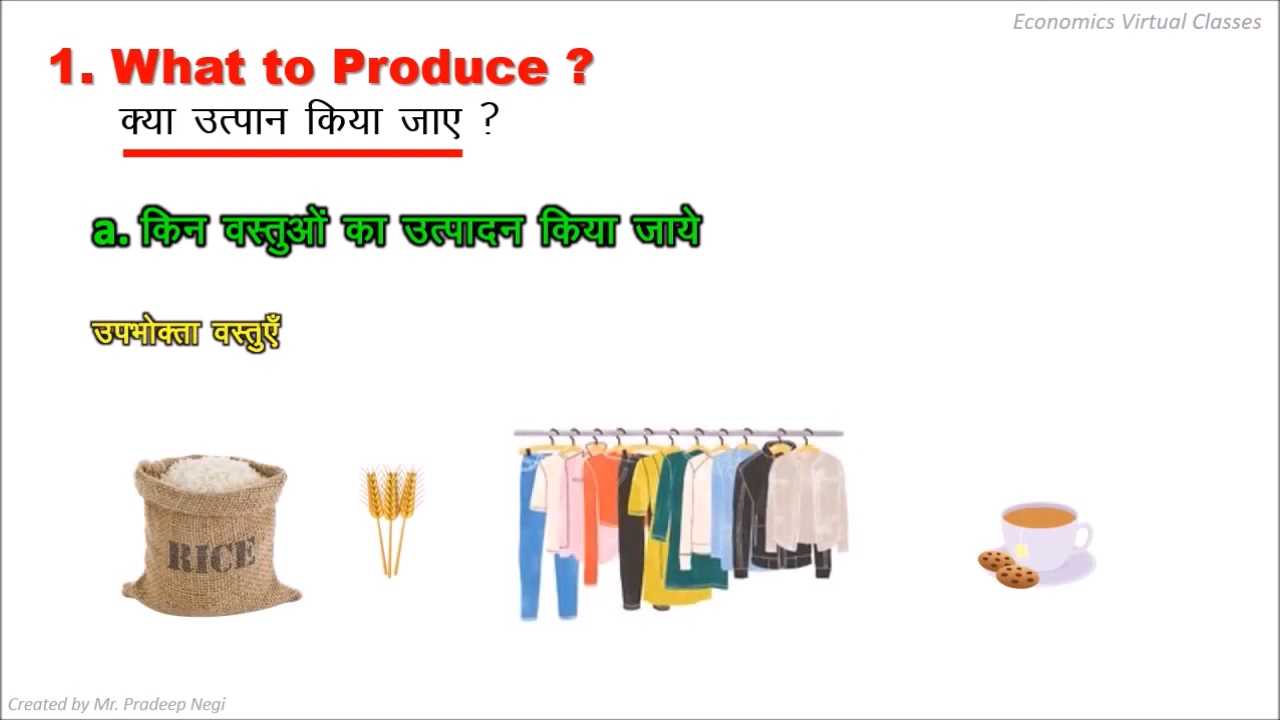 Economics Virtual Classes
1. What to Produce ?
क्या उत्पान किया जाए ?
a. किन वस्तुओं का उत्पादन किया जाये
उपभोक्ता वस्तुएँ
RICE
Created by Mr. Pradeep Negi